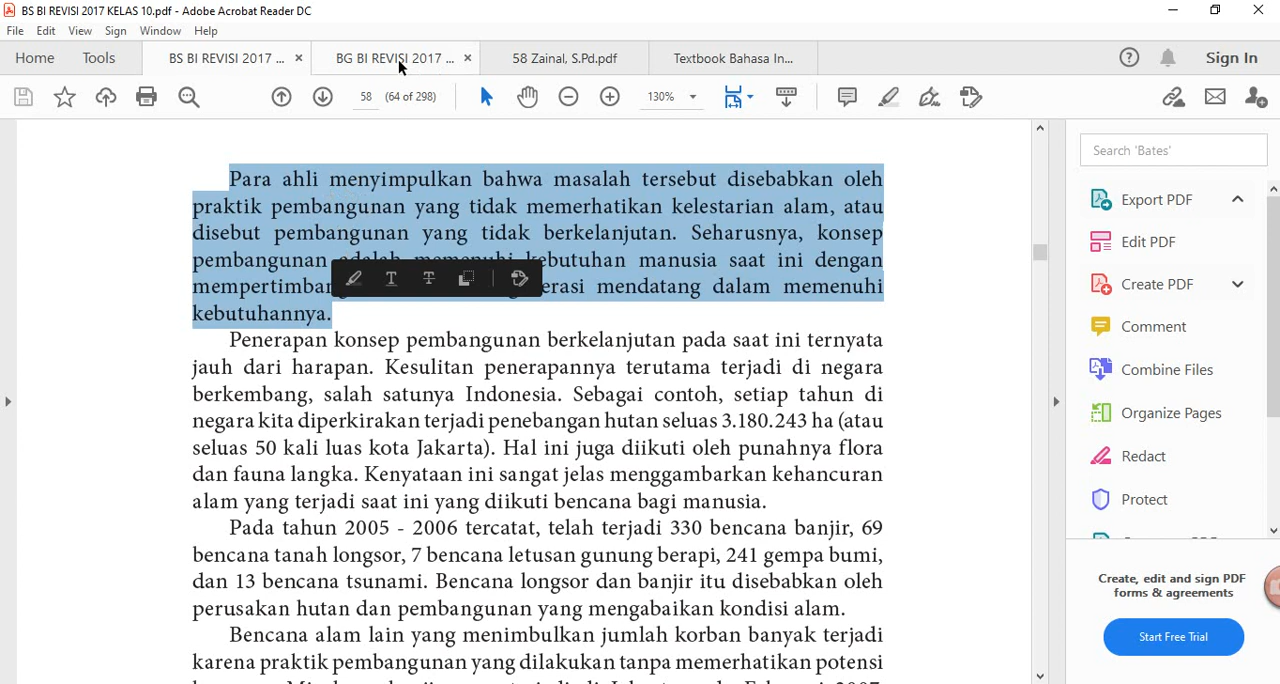 BS BI REVISI 2017 KELAS 10.pdf - Adobe Acrobat Reader DC
File Edit View Sign Window Help
Home Tools BS BI REVISI 2017 ... × BG BI REVISI 2017 ... × 58 Zainal, S.Pd.pdf Textbook Bahasa In... Sign In
58 (64 of 298) 130%
Search 'Bates'
Para ahli menyimpulkan bahwa masalah tersebut disebabkan oleh
praktik pembangunan yang tidak memerhatikan kelestarian alam, atau
disebut pembangunan yang tidak berkelanjutan. Seharusnya, konsep
pembangunan kebutuhan manusia saat ini dengan
mendatang dalam memenuhi
kebutuhannya.
Penerapan konsep pembangunan berkelanjutan pada saat ini ternyata
jauh dari harapan. Kesulitan penerapannya terutama terjadi di negara
berkembang, salah satunya Indonesia. Sebagai contoh, setiap tahun di
negara kita diperkirakan terjadi penebangan hutan seluas 3.180.243 ha (atau
seluas 50 kali luas kota Jakarta). Hal ini juga diikuti oleh punahnya flora
dan fauna langka. Kenyataan ini sangat jelas menggambarkan kehancuran
alam yang terjadi saat ini yang diikuti bencana bagi manusia.
Pada tahun 2005 - 2006 tercatat, telah terjadi 330 bencana banjir, 69
bencana tanah longsor, 7 bencana letusan gunung berapi, 241 gempa bumi,
dan 13 bencana tsunami. Bencana longsor dan banjir itu disebabkan oleh
perusakan hutan dan pembangunan yang mengabaikan kondisi alam.
Bencana alam lain yang menimbulkan jumlah korban banyak terjadi
karena praktik pembangunan yang dilakukan tanpa memerhatikan potensi
Export PDF
Edit PDF
Create PDF
Comment
Combine Files
Organize Pages
Redact
Protect
Create, edit and sign PDF
forms & agreements
Start Free Trial